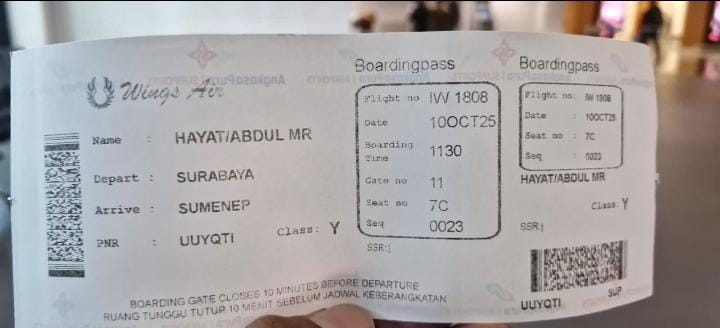 Wings Air
Name : HAYAT/ABDUL MR
Depart : SURABAYA
Arrive : SUMENEP
PNR : UUYQTI Class: Y
Boardingpass
Flight no IW 1808
Date 10OCT25
Boarding Time 1130
Gate no 11
Seat no 7C
Seq 0023
SSR:|
Boardingpass
Flight no: IW 1808
Date : 10OCT25
Seat no : 7C
Seq : 0023
HAYAT/ABDUL MR
Class: Y
SSR:|
UUYQTI SUP
BOARDING GATE CLOSES 10 MINUTES BEFORE DEPARTURE
RUANG TUNGGU TUTUP 10 MENIT SEBELUM JADWAL KEBERANGKATAN